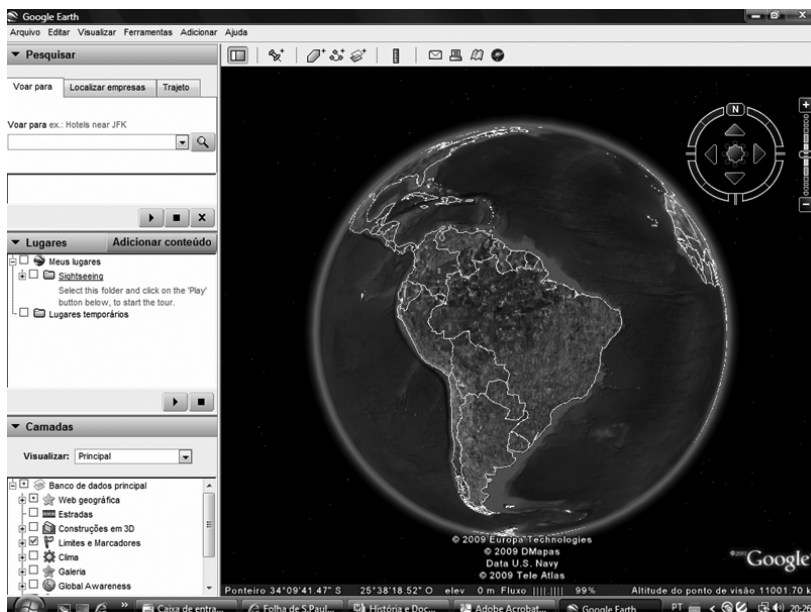 Google Earth
Arquivo Editar Visualizar Ferramentas Adicionar Ajuda
Pesquisar
Voar para Localizar empresas Trajeto
Voar para ex.: Hotels near JFK
Lugares Adicionar conteúdo
Meus lugares
Sightseeing
Select this folder and click on the 'Play'
button below, to start the tour.
Lugares temporários
Camadas
Visualizar: Principal
Banco de dados principal
Web geográfica
Estradas
Construções em 3D
Limites e Marcadores
Clima
Galeria
Global Awareness
N
© 2009 Europa Technologies
© 2009 DMapas
Data U.S. Navy
© 2009 Tele Atlas
Google
Ponteiro 34°09'41.47" S 25°38'18.52" O elev 0 m Fluxo 99% Altitude do ponto de visão 11001.70
Caixa de entra... Folha de S.Paul... História e Doc... Adobe Acrobat... Google Earth PT